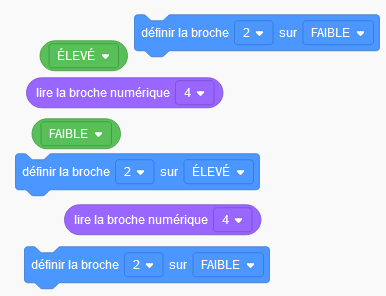 définir la broche 2 sur FAIBLE
ÉLEVÉ
lire la broche numérique 4
FAIBLE
définir la broche 2 sur ÉLEVÉ
lire la broche numérique 4
définir la broche 2 sur FAIBLE